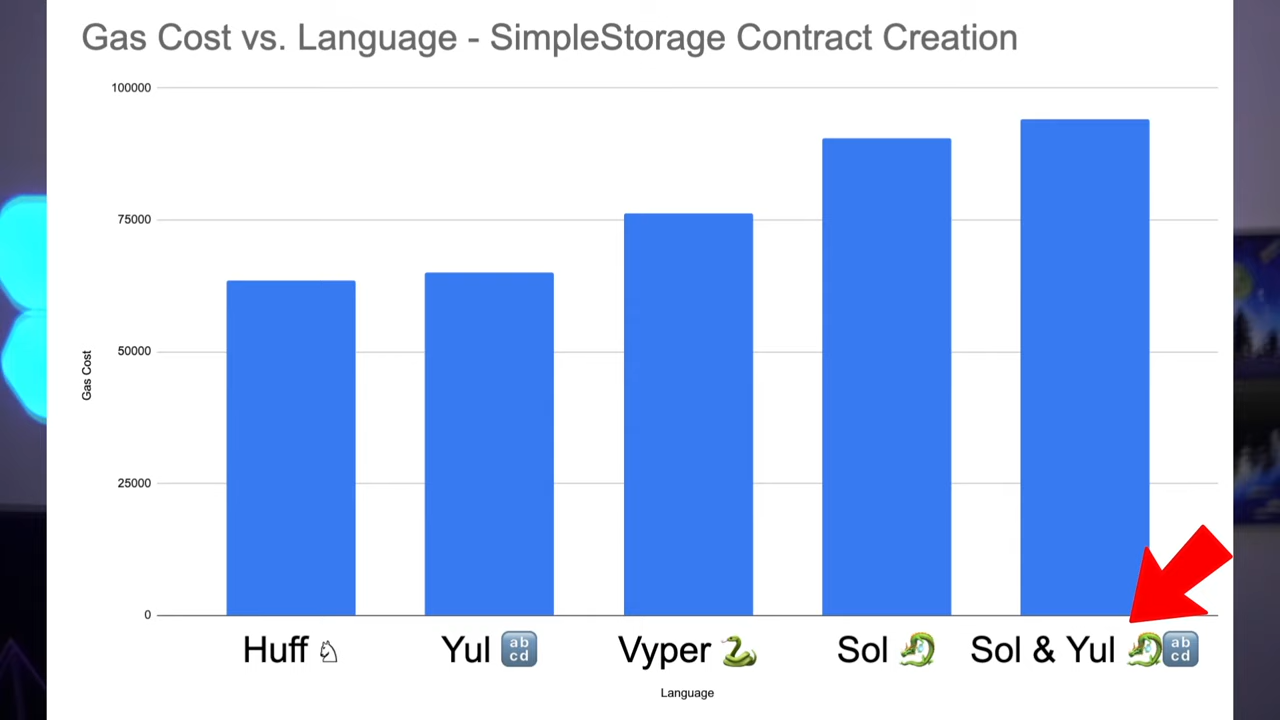 Gas Cost vs. Language - SimpleStorage Contract Creation
100000
75000
50000
25000
0
Gas Cost
Huff ♘
Yul 🔡
Vyper 🐍
Sol 🐉
Sol & Yul 🐉🔡
Language